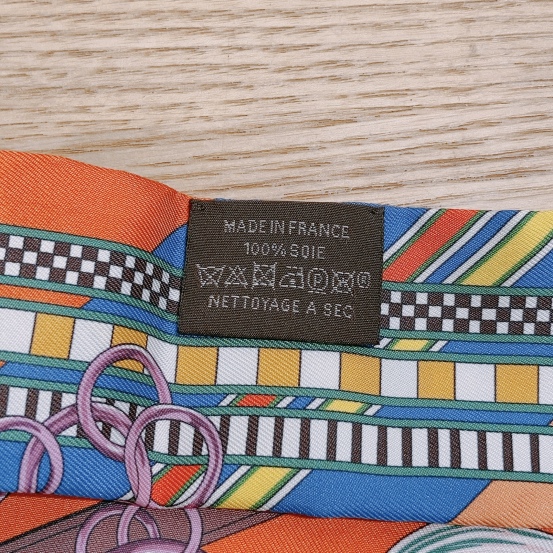 MADE IN FRANCE
100% SOIE
P
NETTOYAGE A SEC